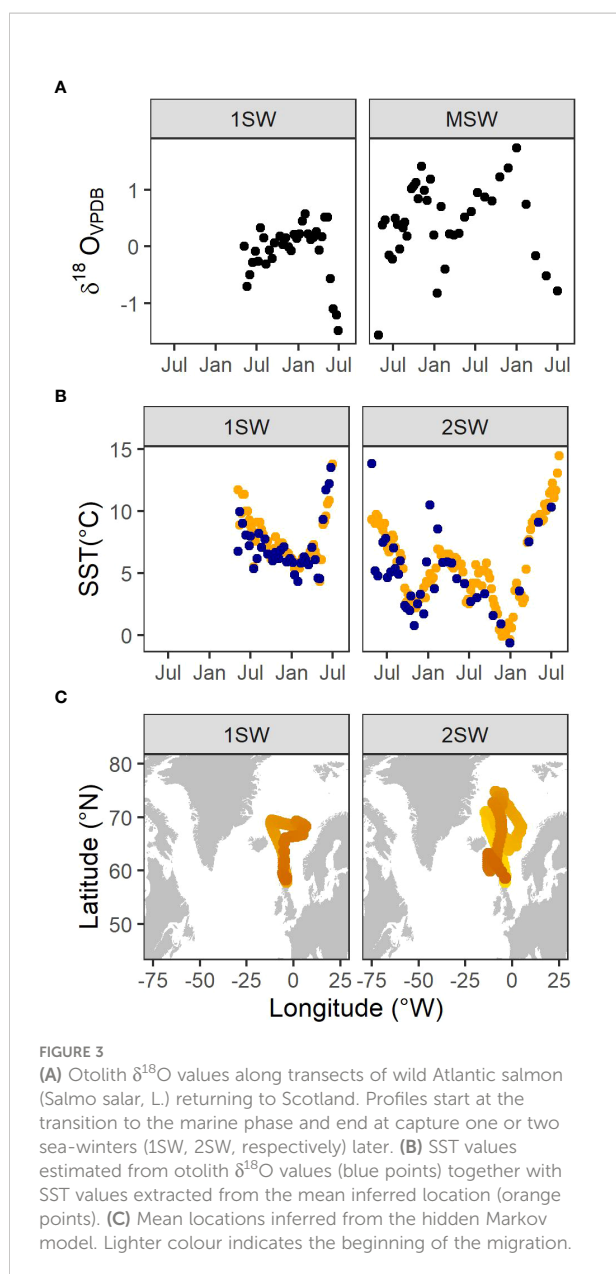 A
1SW MSW
δ18 OVPDB
1
0
-1
Jul Jan Jul Jan Jul Jul Jan Jul Jan Jul
B
1SW 2SW
SST(°C)
15
10
5
0
Jul Jan Jul Jan Jul Jul Jan Jul Jan Jul
C
1SW 2SW
Latitude (°N)
80
70
60
50
-75 -50 -25 0 25 -75 -50 -25 0 25
Longitude (°W)
FIGURE 3
(A) Otolith δ18O values along transects of wild Atlantic salmon
(Salmo salar, L.) returning to Scotland. Profiles start at the
transition to the marine phase and end at capture one or two
sea-winters (1SW, 2SW, respectively) later. (B) SST values
estimated from otolith δ18O values (blue points) together with
SST values extracted from the mean inferred location (orange
points). (C) Mean locations inferred from the hidden Markov
model. Lighter colour indicates the beginning of the migration.